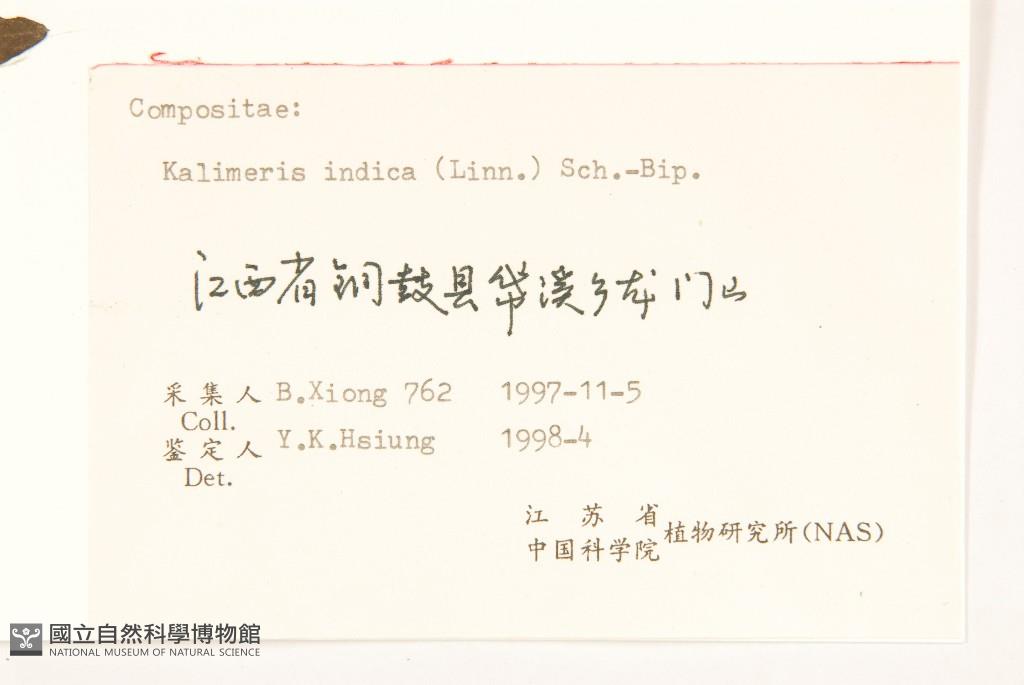 Compositae:
Kalimeris indica (Linn.) Sch.-Bip.
江西省铜鼓县带溪乡龙门山
采集人 B.Xiong 762 1997-11-5
Coll.
鉴定人 Y.K.Hsiung 1998-4
Det.
江苏省
中国科学院 植物研究所(NAS)
國立自然科學博物館
NATIONAL MUSEUM OF NATURAL SCIENCE